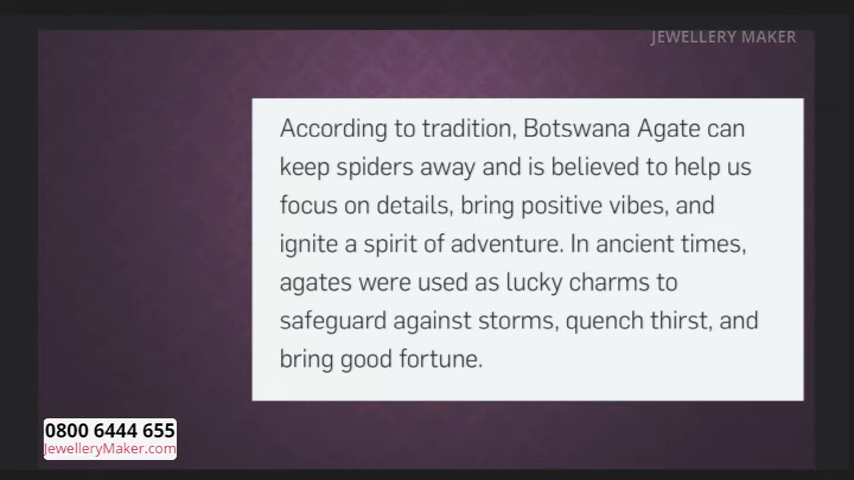 JEWELLERY MAKER
According to tradition, Botswana Agate can
keep spiders away and is believed to help us
focus on details, bring positive vibes, and
ignite a spirit of adventure. In ancient times,
agates were used as lucky charms to
safeguard against storms, quench thirst, and
bring good fortune.
0800 6444 655
JewelleryMaker.com